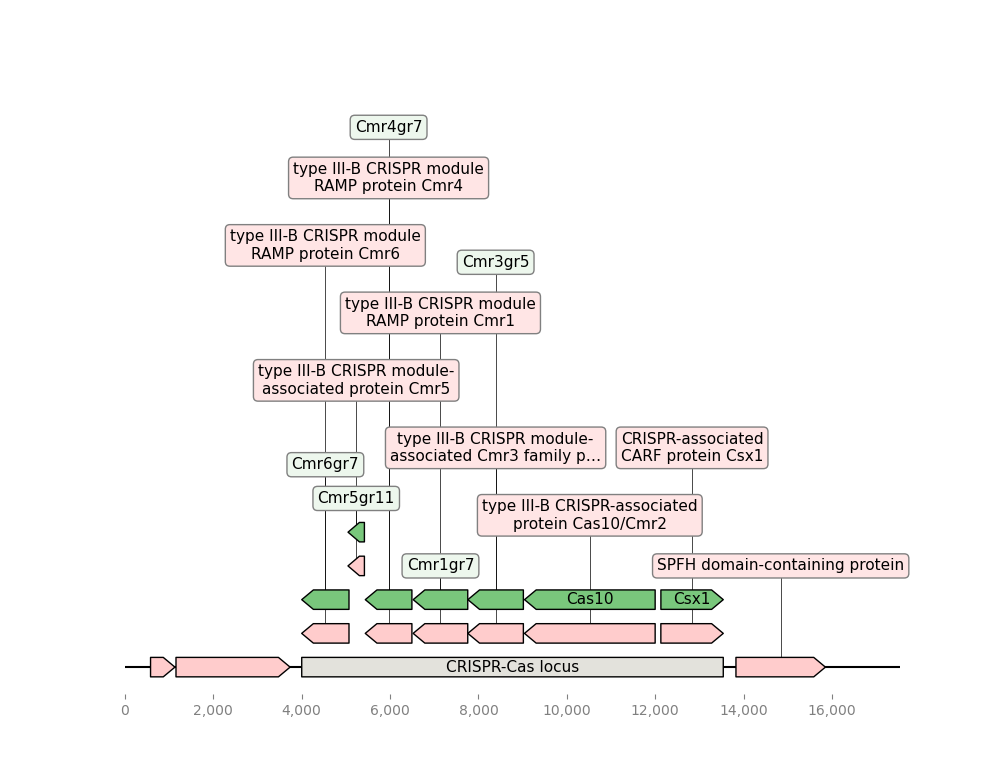 Cmr4gr7
type III-B CRISPR module
RAMP protein Cmr4
type III-B CRISPR module
RAMP protein Cmr6
Cmr3gr5
type III-B CRISPR module
RAMP protein Cmr1
type III-B CRISPR module-
associated protein Cmr5
type III-B CRISPR module-
associated Cmr3 family p...
CRISPR-associated
CARF protein Csx1
Cmr6gr7
Cmr5gr11
type III-B CRISPR-associated
protein Cas10/Cmr2
Cmr1gr7
SPFH domain-containing protein
Cas10
Csx1
CRISPR-Cas locus
0
2,000
4,000
6,000
8,000
10,000
12,000
14,000
16,000